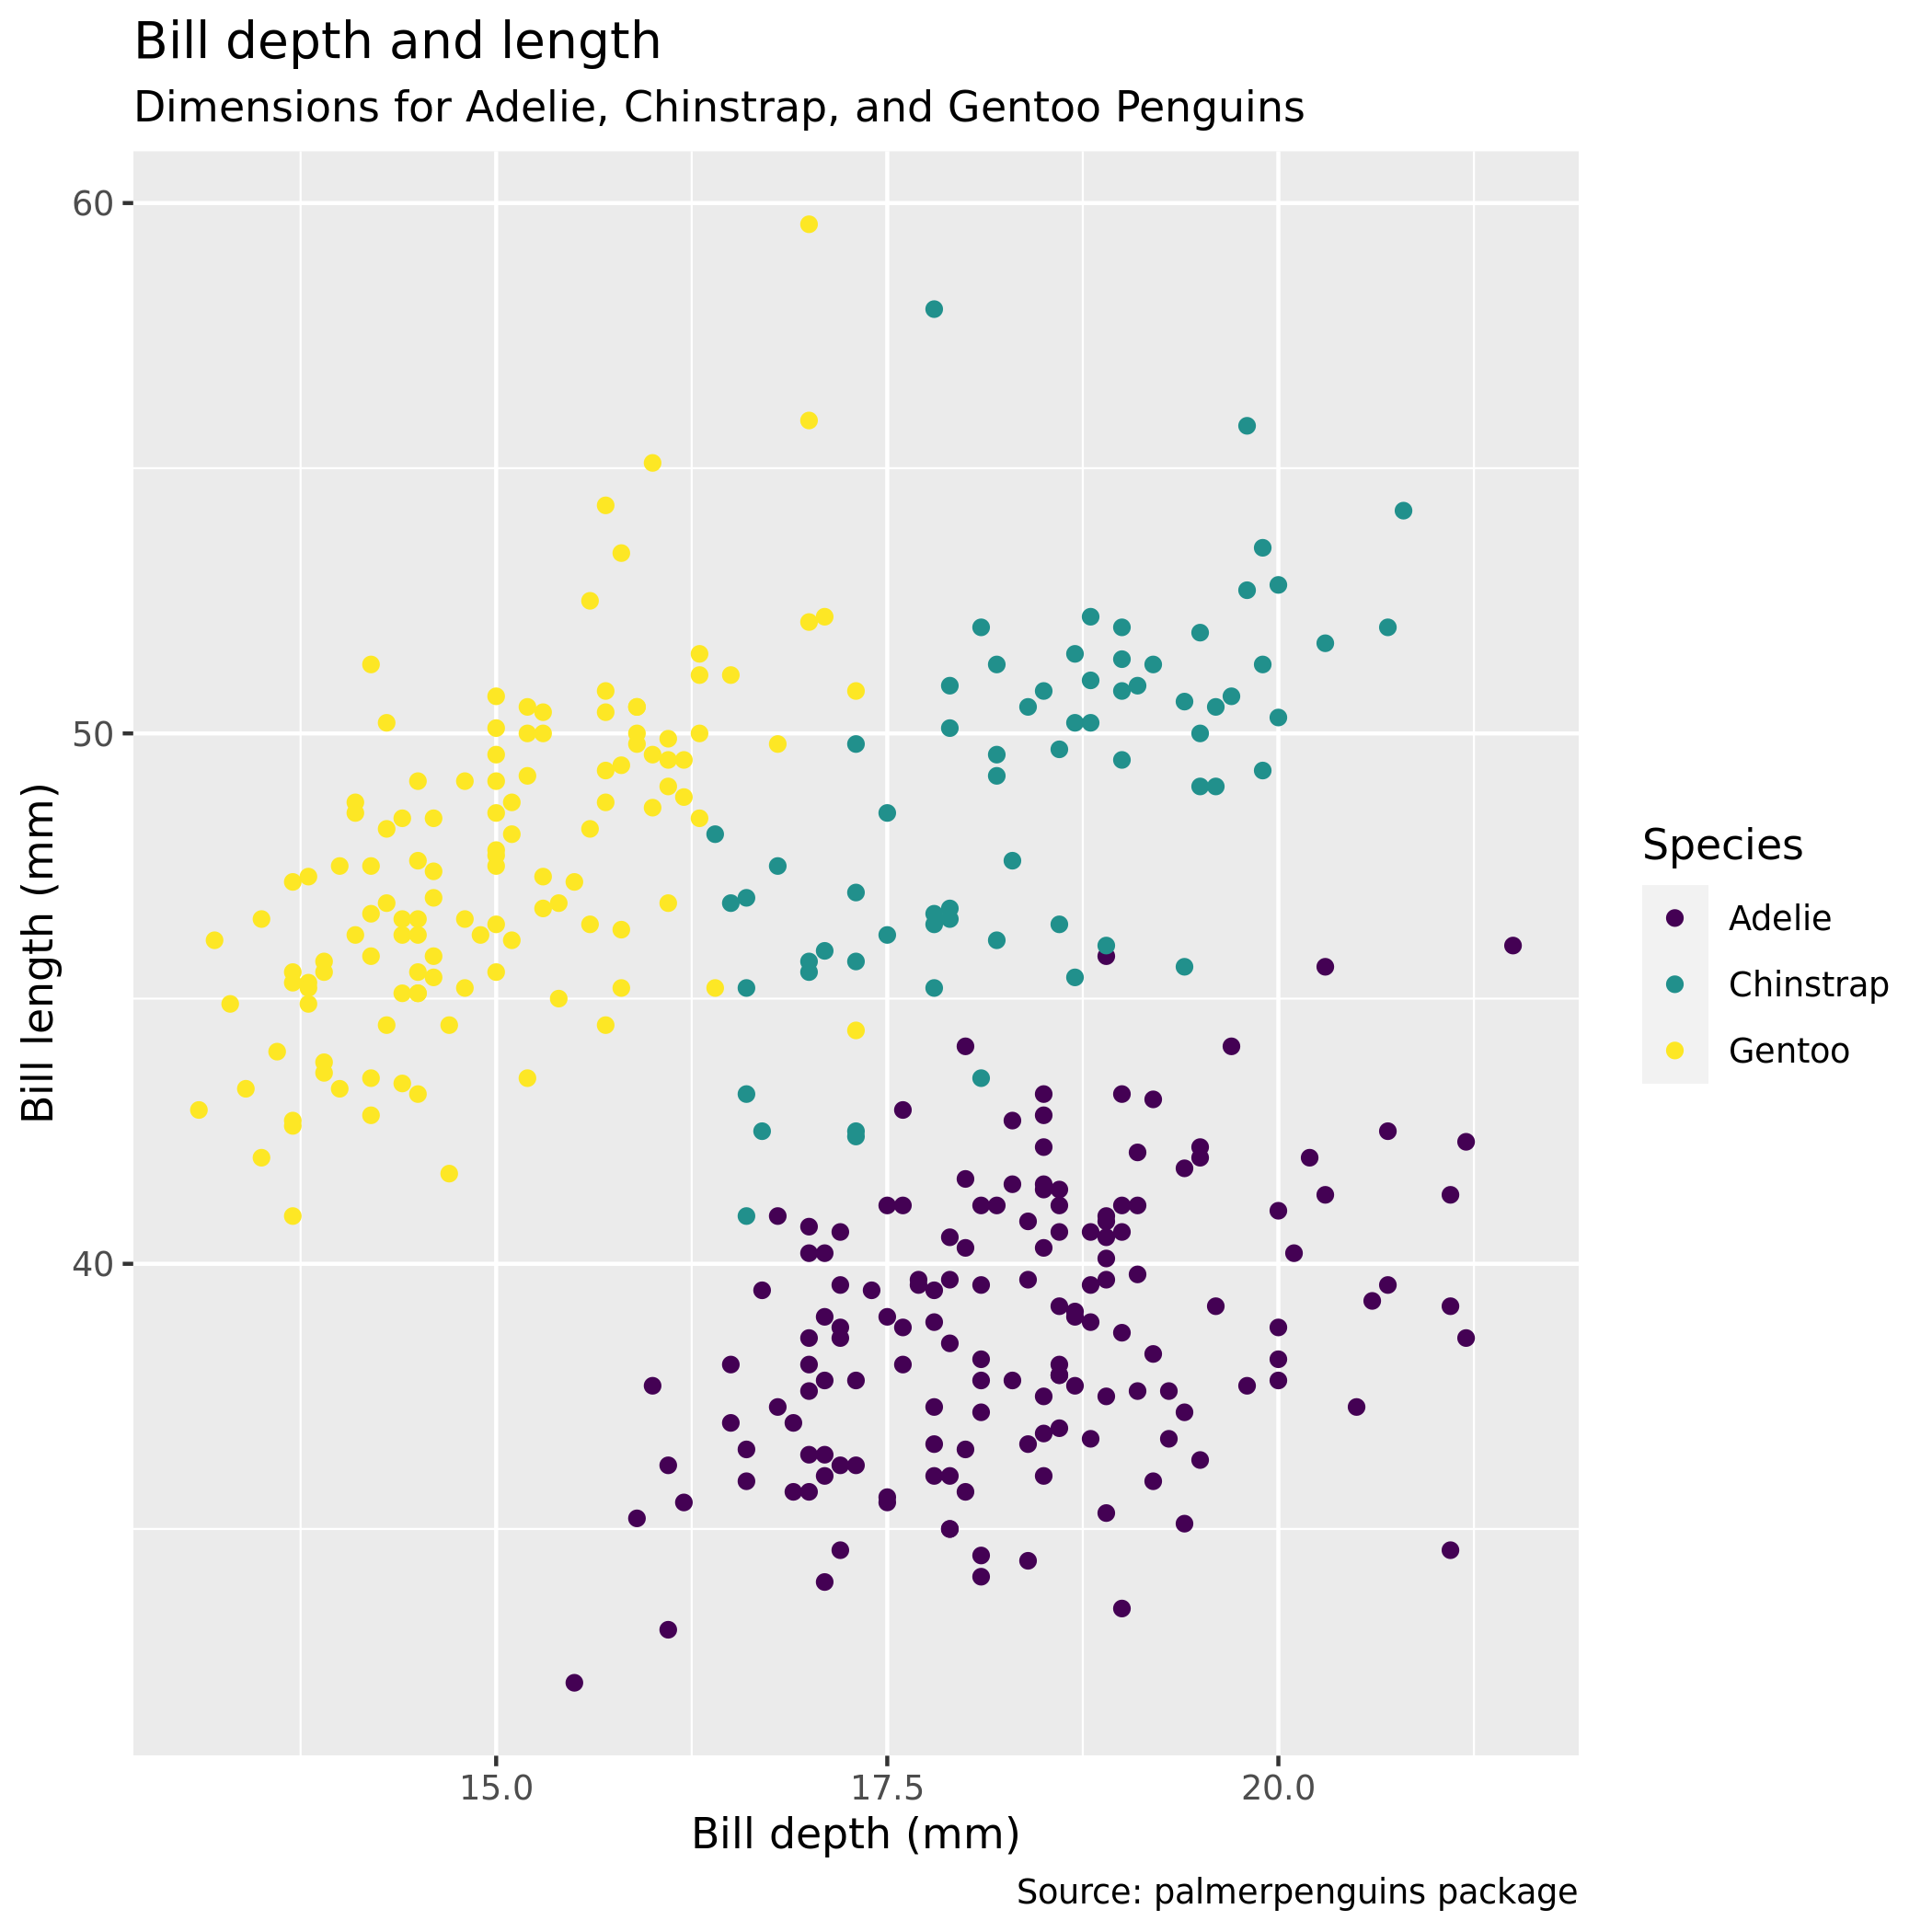 Bill depth and length
Dimensions for Adelie, Chinstrap, and Gentoo Penguins
60
50
40
Bill length (mm)
15.0 17.5 20.0
Bill depth (mm)
Species
Adelie
Chinstrap
Gentoo
Source: palmerpenguins package